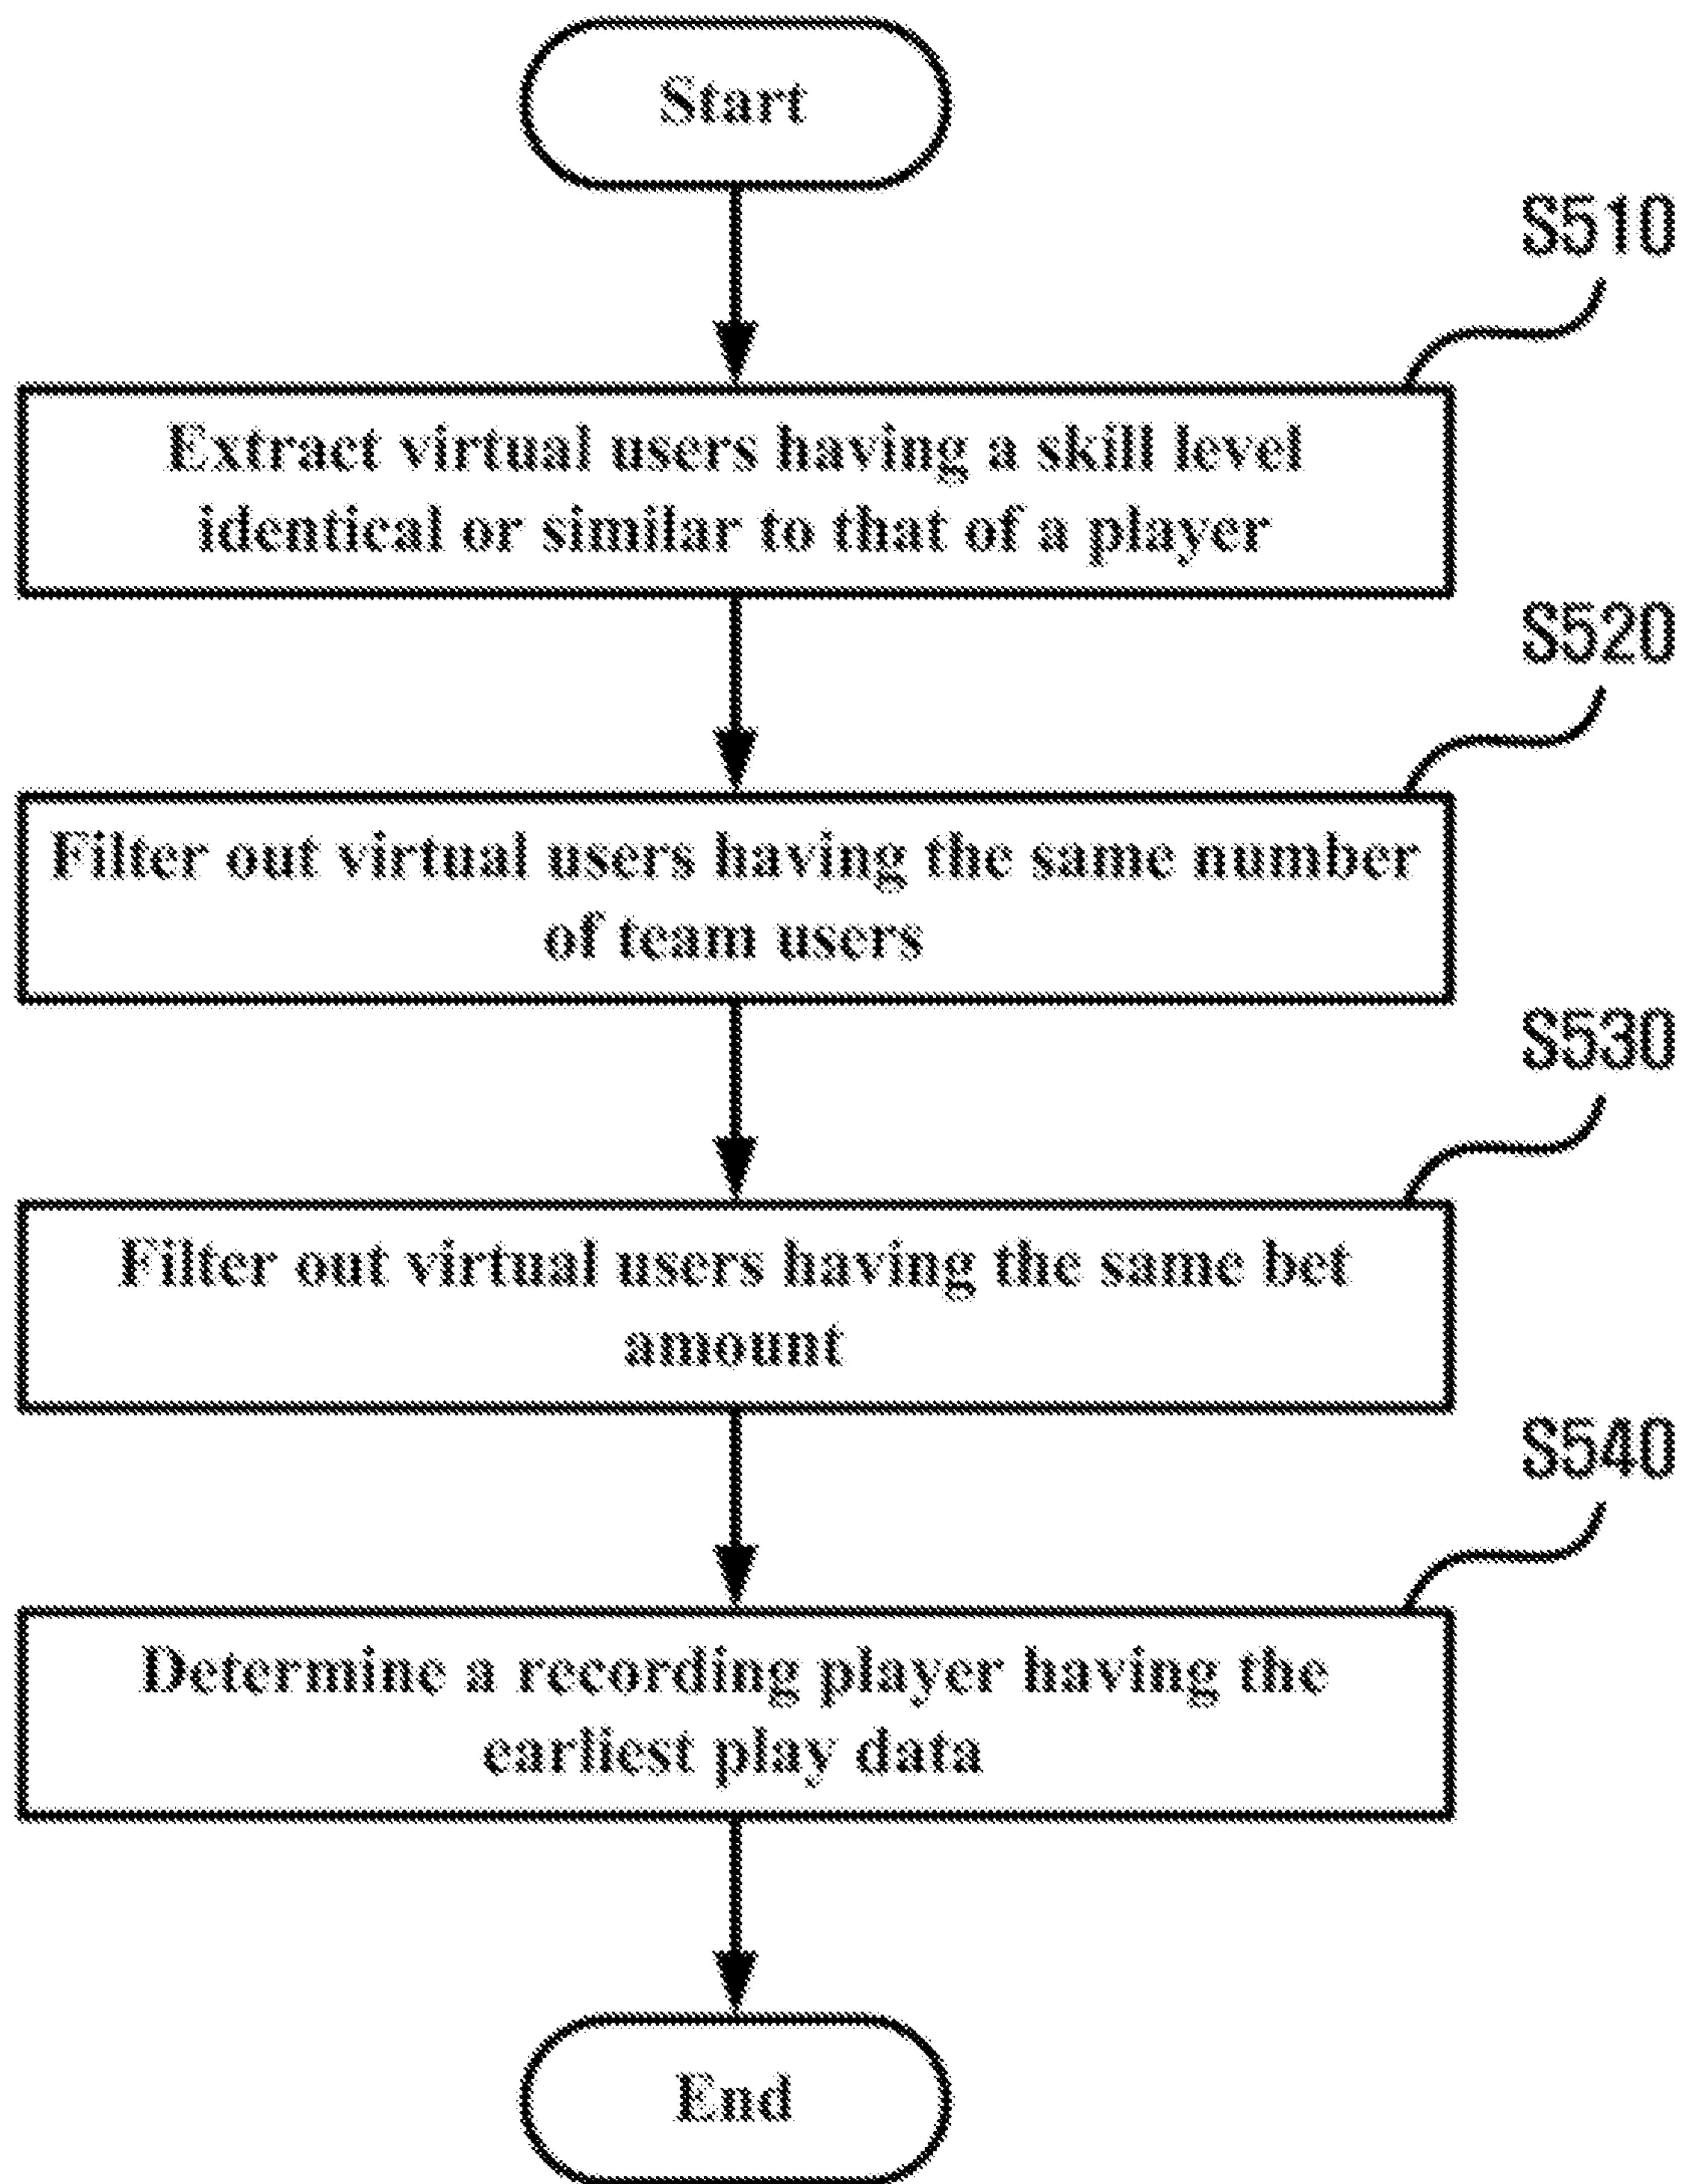 Start
S510
Extract virtual users having a skill level
identical or similar to that of a player
S520
Filter out virtual users having the same number
of team users
S530
Filter out virtual users having the same bet
amount
S540
Determine a recording player having the
earliest play data
End